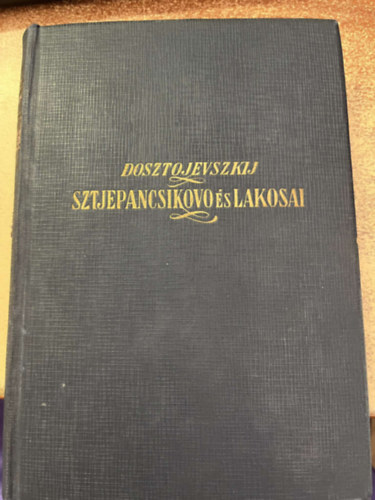 DOSZTOJEVSZKIJ
SZTJEPANCSIKOVO ÉS LAKOSAI